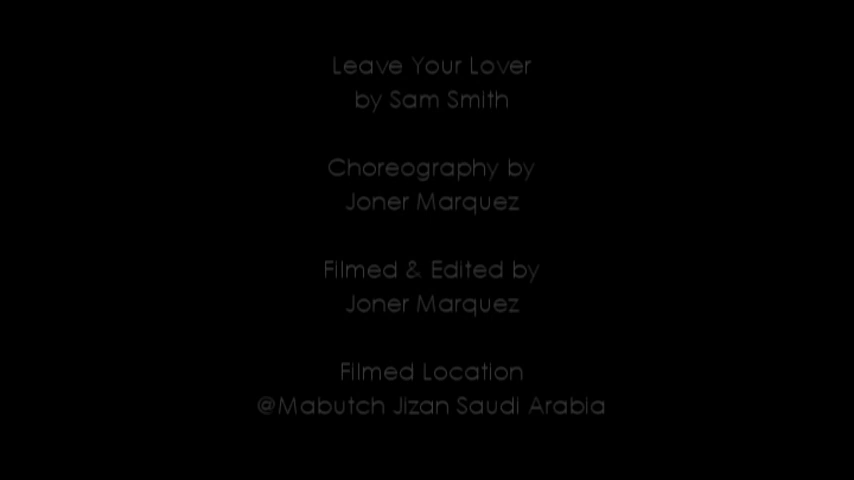 Leave Your Lover
by Sam Smith
Choreography by
Joner Marquez
Filmed & Edited by
Joner Marquez
Filmed Location
@Mabutch Jizan Saudi Arabia